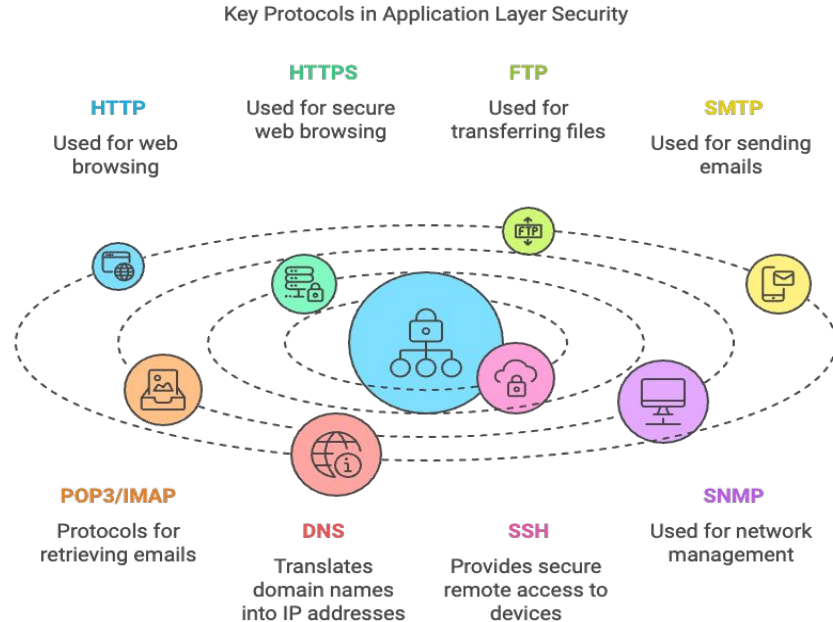 Key Protocols in Application Layer Security
HTTP
Used for web
browsing
HTTPS
Used for secure
web browsing
FTP
Used for
transferring files
SMTP
Used for sending
emails
FTP
POP3/IMAP
Protocols for
retrieving emails
DNS
Translates
domain names
into IP addresses
SSH
Provides secure
remote access to
devices
SNMP
Used for network
management